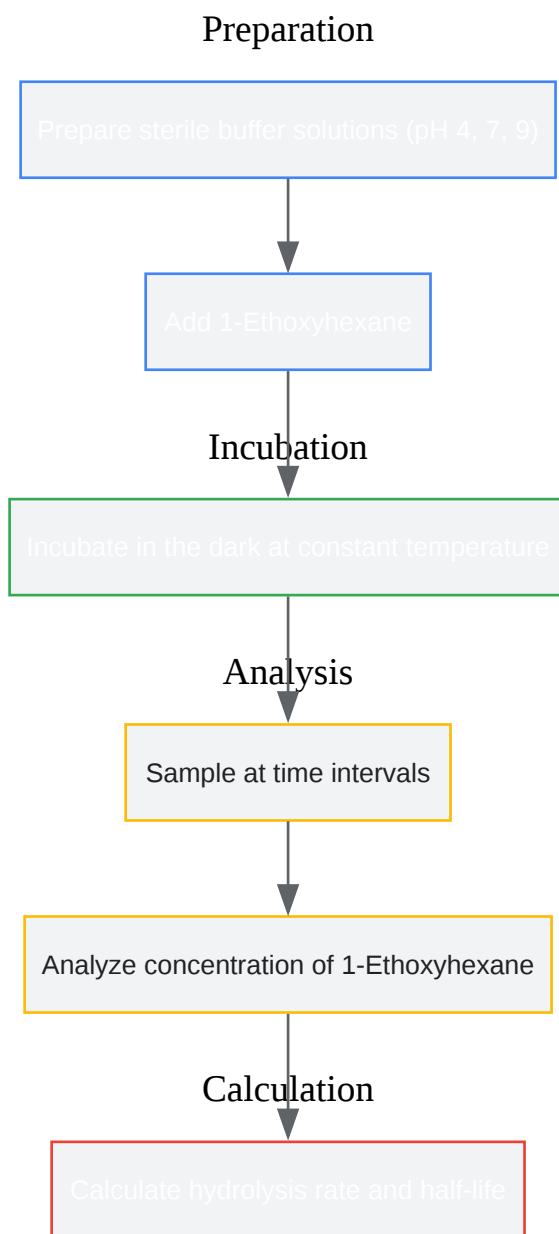 Preparation
Prepare sterile buffer solutions (pH 4, 7, 9)
Add 1-Ethoxyhexane
Incubation
Incubate in the dark at constant temperature
Analysis
Sample at time intervals
Analyze concentration of 1-Ethoxyhexane
Calculation
Calculate hydrolysis rate and half-life